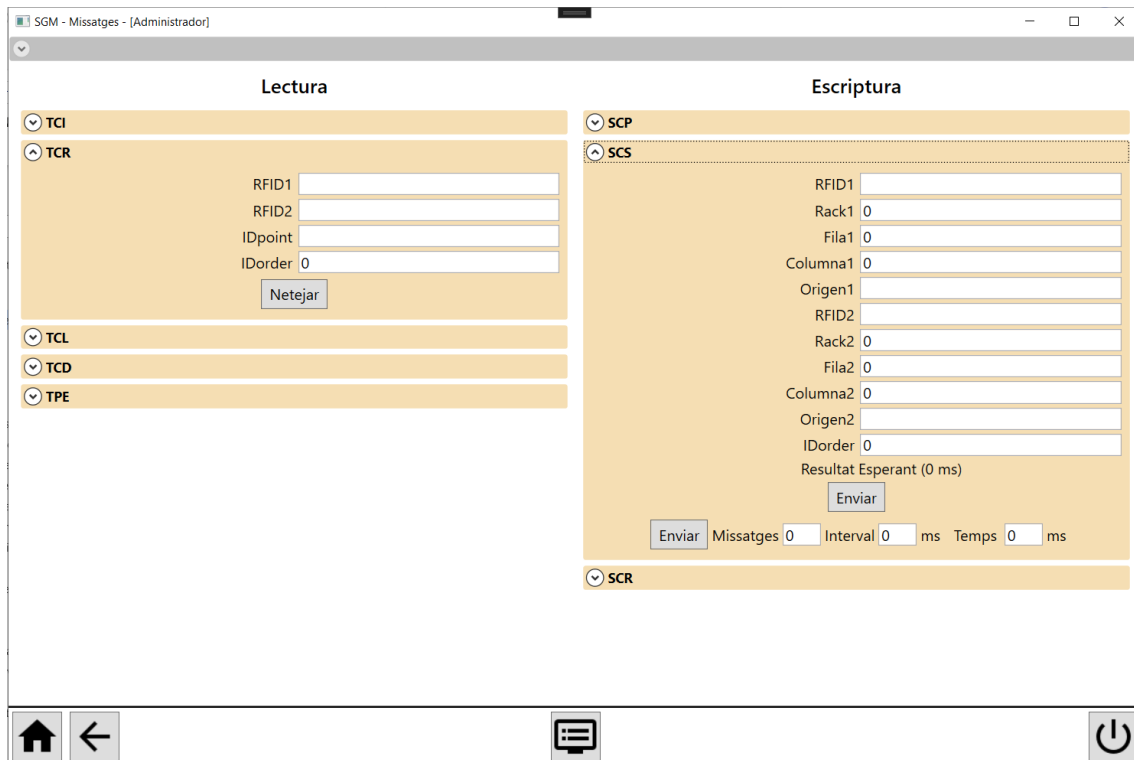 SGM - Missatges - [Administrador]
Lectura
TCI
TCR
RFID1
RFID2
IDpoint
IDorder 0
Netejar
TCL
TCD
TPE
Escriptura
SCP
SCS
RFID1
Rack1 0
Fila1 0
Columna1 0
Origen1
RFID2
Rack2 0
Fila2 0
Columna2 0
Origen2
IDorder 0
Resultat Esperant (0 ms)
Enviar
Enviar Missatges 0 Interval 0 ms Temps 0 ms
SCR